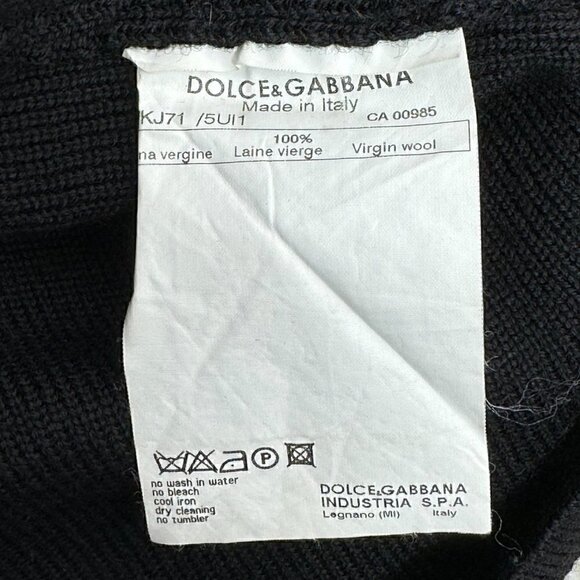 DOLCE&GABBANA
Made in Italy
KJ71 /5UI1 CA 00985
100%
na vergine Laine vierge Virgin wool
P
no wash in water
no bleach
cool iron
dry cleaning
no tumbler
DOLCE&GABBANA
INDUSTRIA S.P.A.
Legnano (MI) Italy